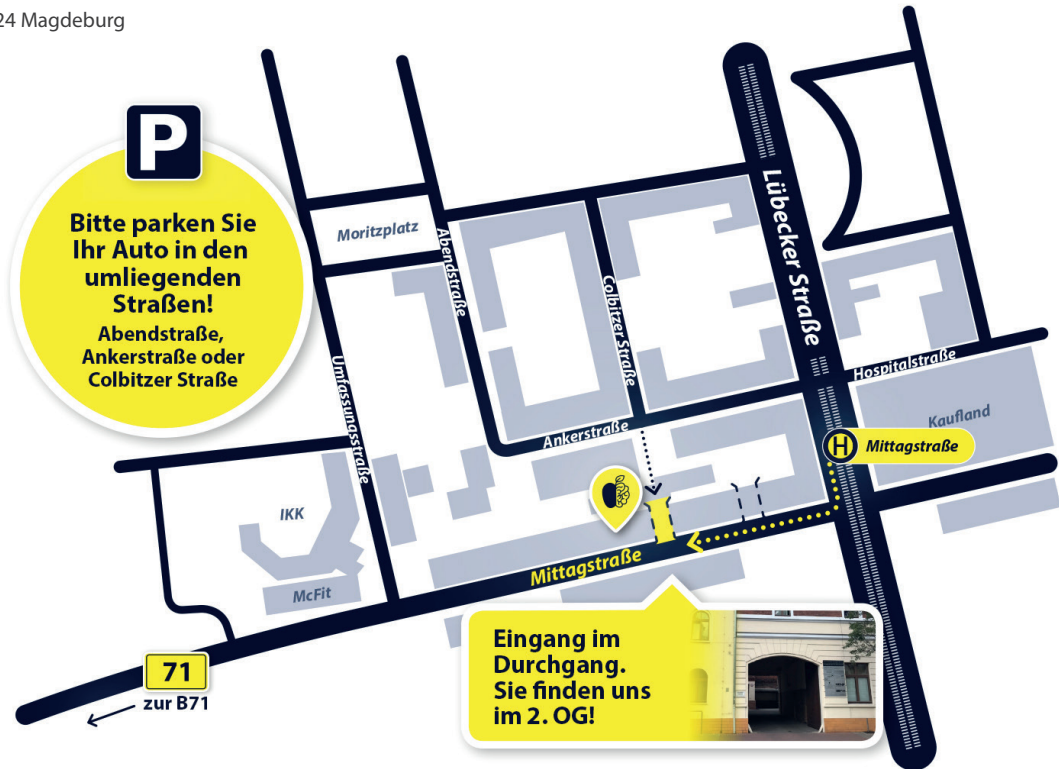 24 Magdeburg
P
Bitte parken Sie
Ihr Auto in den
umliegenden
Straßen!
Abendstraße,
Ankerstraße oder
Colbitzer Straße
Moritzplatz
Abendstraße
Colbitzer Straße
Lübecker Straße
Umfassungsstraße
Hospitalstraße
Ankerstraße
Kaufland
H Mittagstraße
IKK
McFit
Mittagstraße
71
zur B71
Eingang im
Durchgang.
Sie finden uns
im 2. OG!